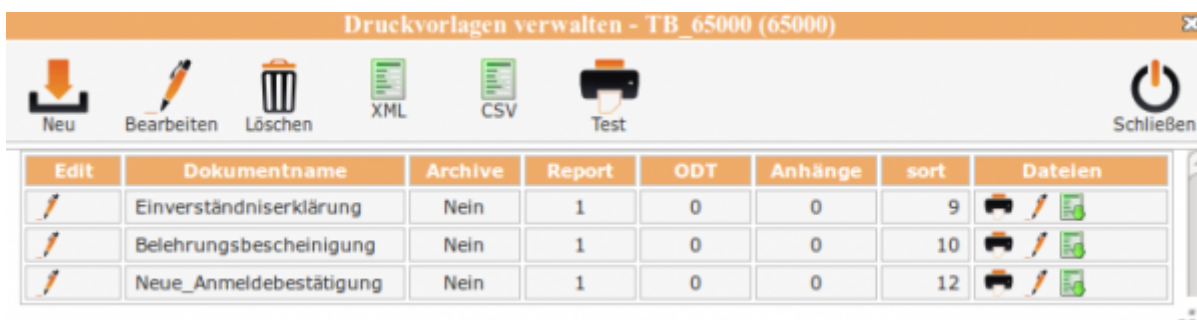 Druckvorlagen verwalten - TB_65000 (65000)
Neu Bearbeiten Löschen XML CSV Test Schließen
Edit Dokumentname Archive Report ODT Anhänge sort Dateien
Einverständniserklärung Nein 1 0 0 9
Belehrungsbescheinigung Nein 1 0 0 10
Neue_Anmeldebestätigung Nein 1 0 0 12